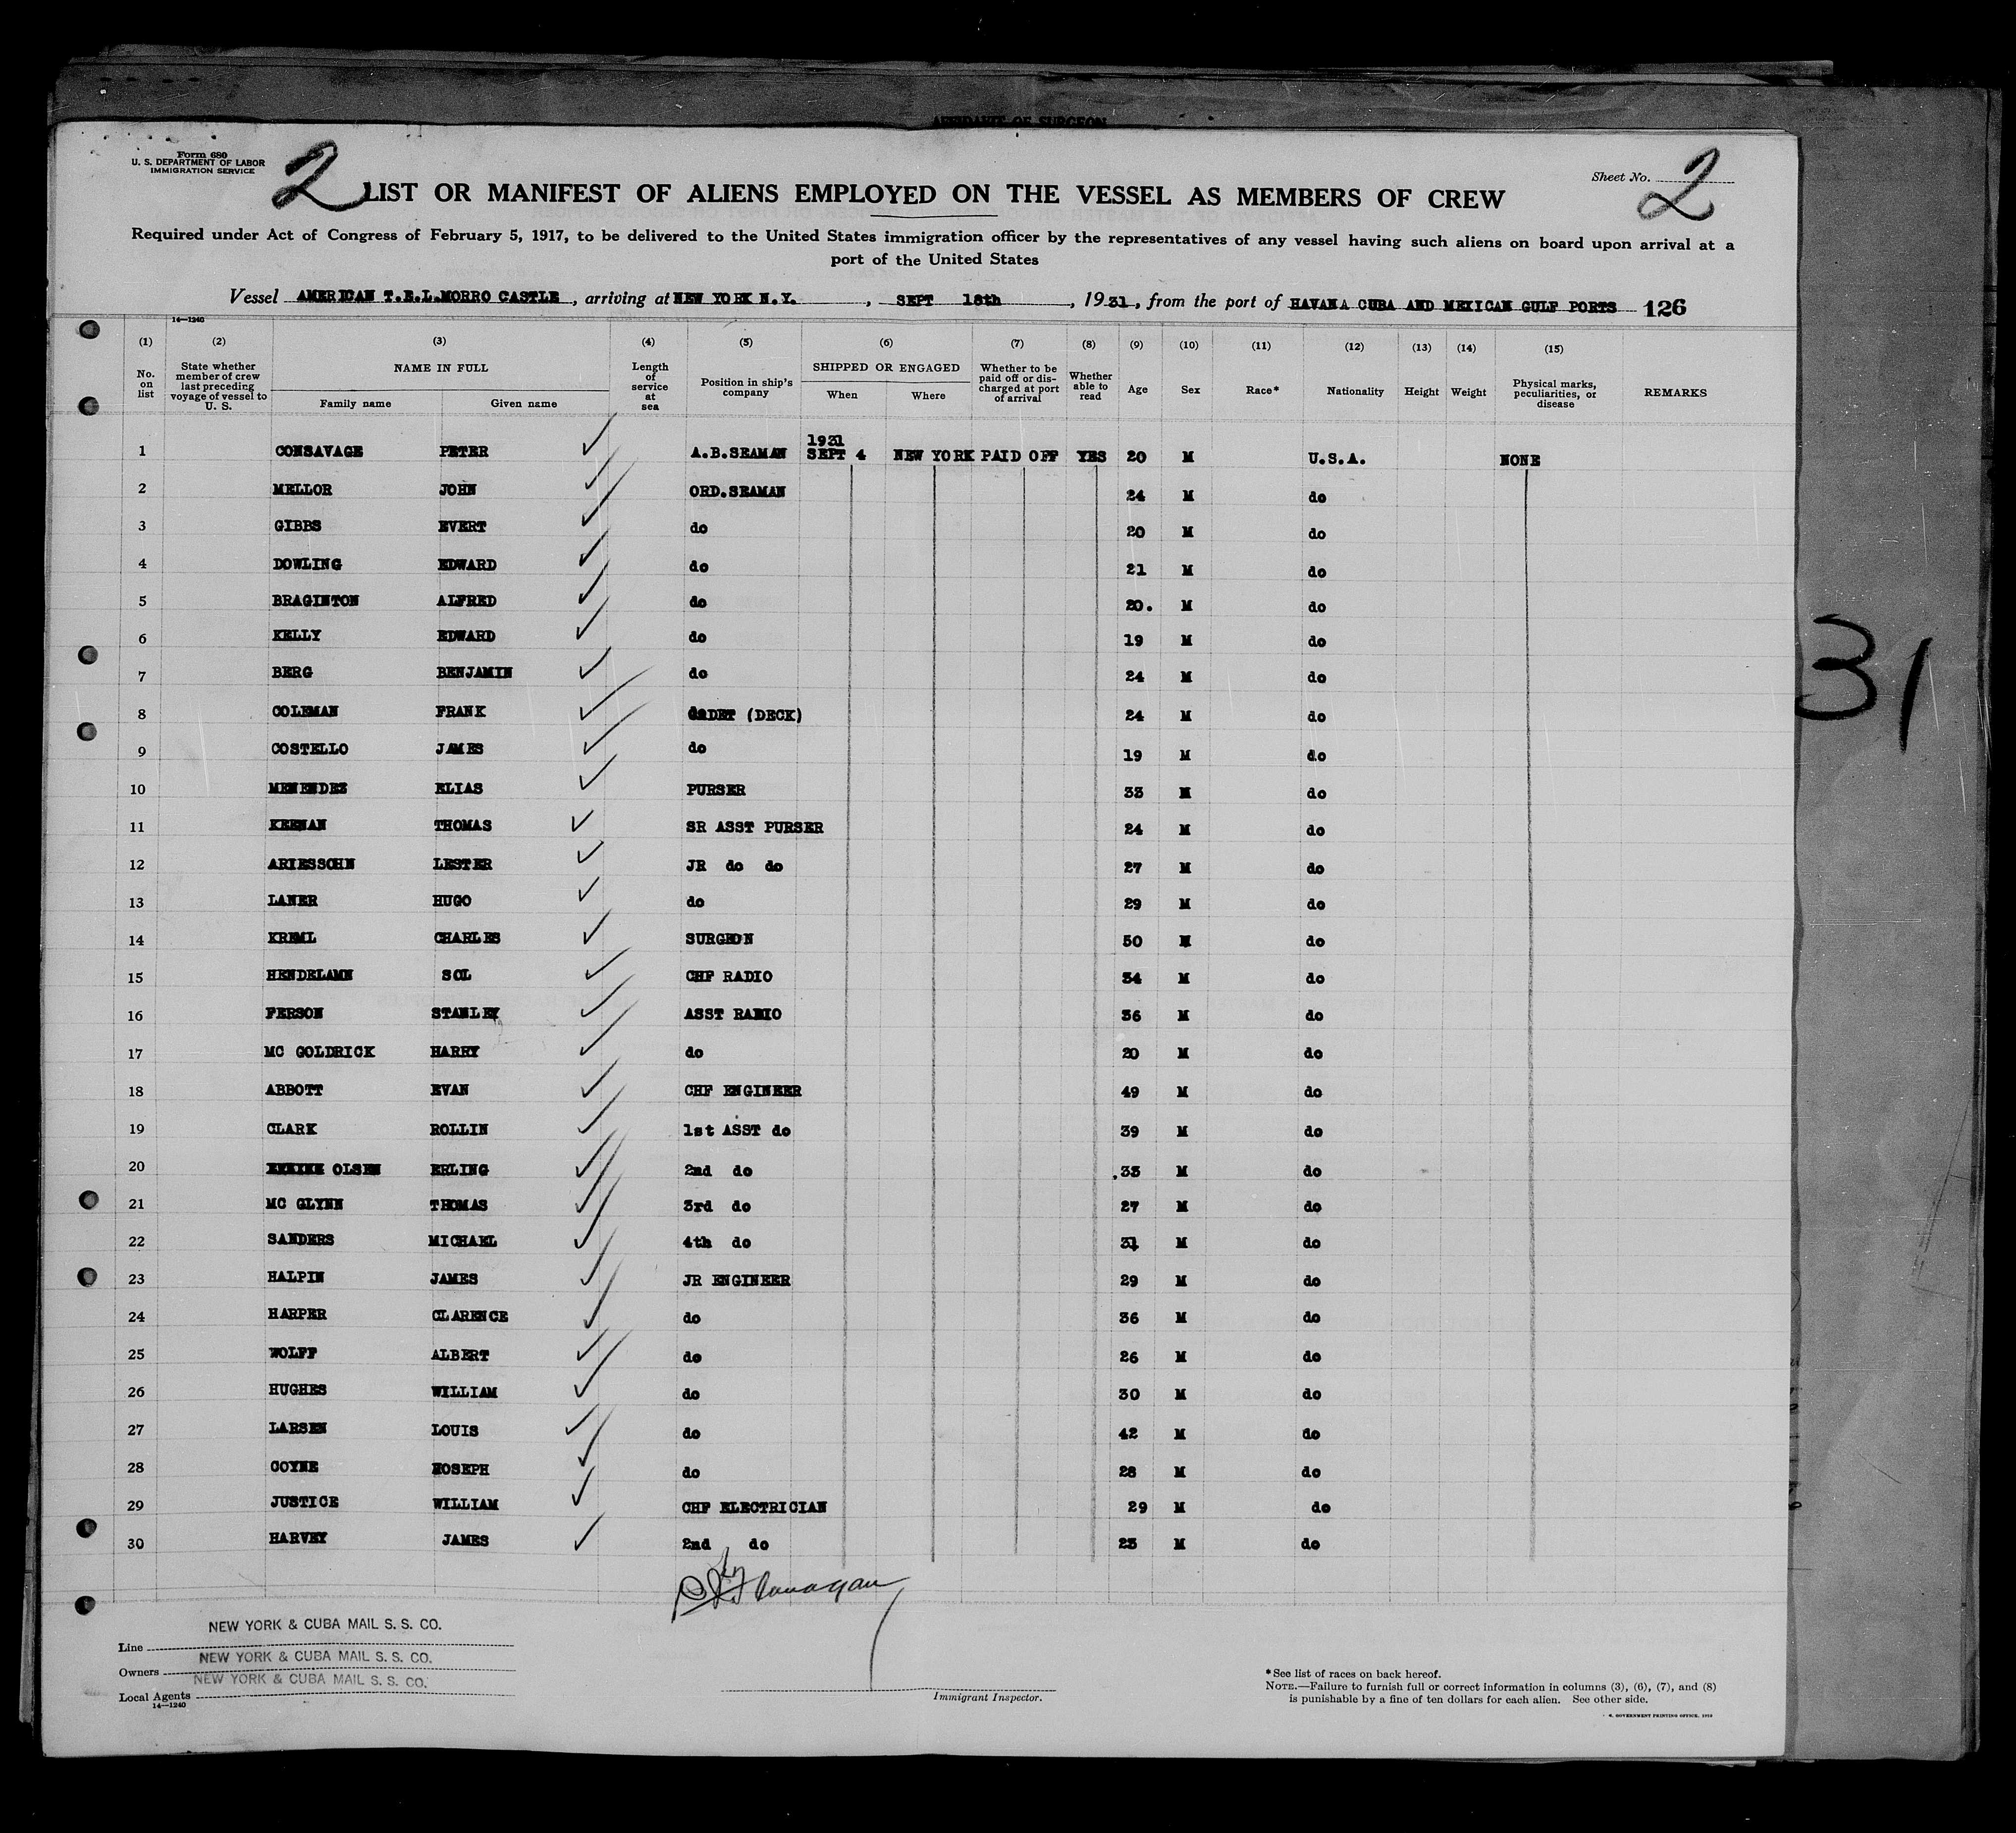 AFFIDAVIT OF SURGEON
Form 680
U. S. DEPARTMENT OF LABOR
IMMIGRATION SERVICE
2
Sheet No. 2
LIST OR MANIFEST OF ALIENS EMPLOYED ON THE VESSEL AS MEMBERS OF CREW
Required under Act of Congress of February 5, 1917, to be delivered to the United States immigration officer by the representatives of any vessel having such aliens on board upon arrival at a
port of the United States
Vessel AMERICAN T.E.L.MORRO CASTLE, arriving at NEW YORK N.Y., SEPT 18th, 1931, from the port of HAVANA CUBA AND MEXICAN GULF PORTS 126
14—1240
(1) (2) (3) (4) (5) (6) (7) (8) (9) (10) (11) (12) (13) (14) (15)
No. on list State whether member of crew last preceding voyage of vessel to U. S. NAME IN FULL Family name Given name Length of service at sea Position in ship's company SHIPPED OR ENGAGED When Where Whether to be paid off or discharged at port of arrival Whether able to read Age Sex Race* Nationality Height Weight Physical marks, peculiarities, or disease REMARKS
1931
1 CONSAVAGE PETER A.B.SEAMAN SEPT 4 NEW YORK PAID OFF YES 20 M U.S.A. NONE
2 MELLOR JOHN ORD.SEAMAN 24 M do
3 GIBBS EVERT do 20 M do
4 DOWLING EDWARD do 21 M do
5 BRAGINTON ALFRED do 20. M do
6 KELLY EDWARD do 19 M do
7 BERG BENJAMIN do 24 M do
8 COLEMAN FRANK CADET (DECK) 24 M do
9 COSTELLO JAMES do 19 M do
10 MENENDEZ ELIAS PURSER 33 M do
11 KEENAN THOMAS SR ASST PURSER 24 M do
12 ARIESSOHN LESTER JR do do 27 M do
13 LANER HUGO do 29 M do
14 KREML CHARLES SURGEON 50 M do
15 HENDELAMN SOL CHF RADIO 34 M do
16 FERSON STANLEY ASST RADIO 36 M do
17 MC GOLDRICK HARRY do 20 M do
18 ABBOTT EVAN CHF ENGINEER 49 M do
19 CLARK ROLLIN 1st ASST do 39 M do
20 OLSEN ERLING 2nd do .33 M do
21 MC GLYNN THOMAS 3rd do 27 M do
22 SANDERS MICHAEL 4th do 31 M do
23 HALPIN JAMES JR ENGINEER 29 M do
24 HARPER CLARENCE do 36 M do
25 WOLFF ALBERT do 26 M do
26 HUGHES WILLIAM do 30 M do
27 LARSEN LOUIS do 42 M do
28 COYNE HOSEPH do 28 M do
29 JUSTICE WILLIAM CHF ELECTRICIAN 29 M do
30 HARVEY JAMES 2nd do 23 M do
31
Flanagan
Line NEW YORK & CUBA MAIL S. S. CO.
Owners NEW YORK & CUBA MAIL S. S. CO.
Local Agents NEW YORK & CUBA MAIL S. S. CO.
14—1240
Immigrant Inspector.
*See list of races on back hereof.
NOTE.—Failure to furnish full or correct information in columns (3), (6), (7), and (8)
is punishable by a fine of ten dollars for each alien. See other side.